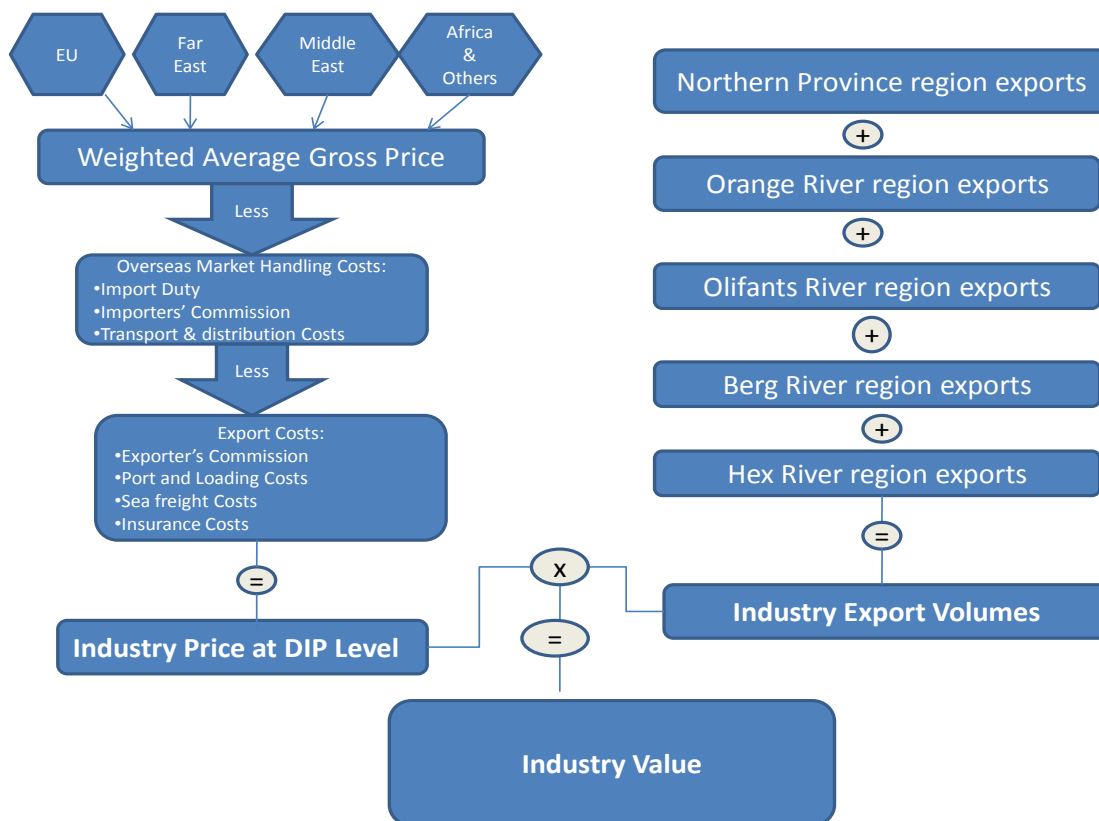 EU
Far
East
Middle
East
Africa
&
Others
Weighted Average Gross Price
Less
Overseas Market Handling Costs:
•Import Duty
•Importers’ Commission
•Transport & distribution Costs
Less
Export Costs:
•Exporter’s Commission
•Port and Loading Costs
•Sea freight Costs
•Insurance Costs
=
Industry Price at DIP Level
Northern Province region exports
+
Orange River region exports
+
Olifants River region exports
+
Berg River region exports
+
Hex River region exports
=
Industry Export Volumes
x
=
Industry Value